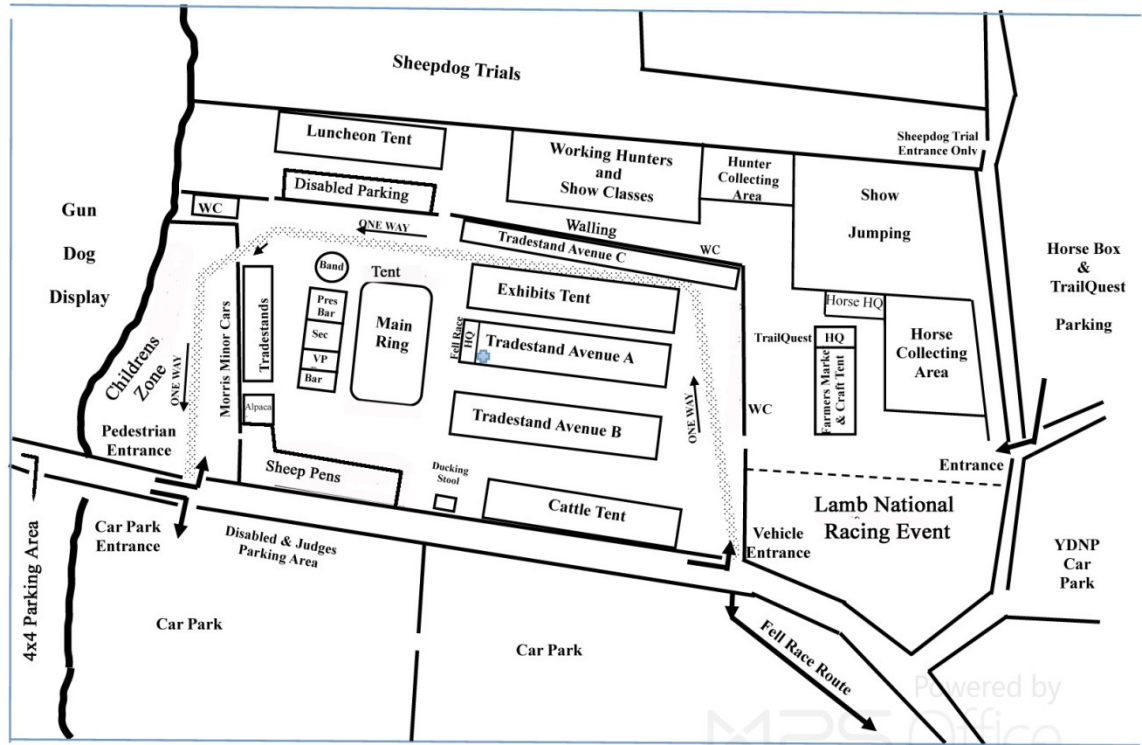 Sheepdog Trials
Sheepdog Trial
Entrance Only
Luncheon Tent
Working Hunters
and
Show Classes
Hunter
Collecting
Area
Show
Jumping
Disabled Parking
WC
Gun
Dog
Display
ONE WAY
Walling
Tradestand Avenue C
WC
Horse Box
&
TrailQuest
Parking
Band
Tent
Exhibits Tent
Horse HQ
Pres
Bar
Sec
VP
Bar
Main
Ring
Fell Race
HQ
Tradestand Avenue A
TrailQuest
HQ
Farmers Marke
& Craft Tent
Horse
Collecting
Area
Childrens
Zone
ONE WAY
Morris Minor Cars
Tradestands
Alpaca
Tradestand Avenue B
ONE WAY
WC
Pedestrian
Entrance
Sheep Pens
Ducking
Stool
Cattle Tent
Entrance
Lamb National
Racing Event
Vehicle
Entrance
4x4 Parking Area
Car Park
Entrance
Disabled & Judges
Parking Area
YDNP
Car
Park
Car Park
Car Park
Fell Race Route
Powered by
Office